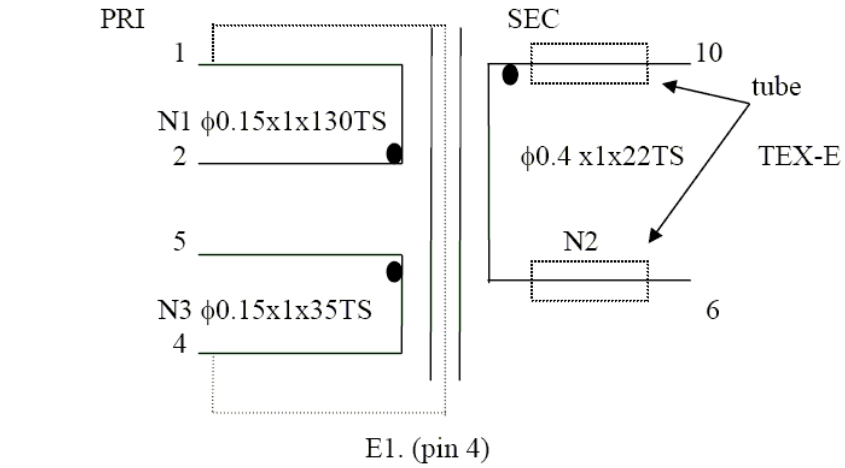 PRI
SEC
1
10
tube
N1 ϕ0.15x1x130TS
2
ϕ0.4 x1x22TS
TEX-E
5
N2
N3 ϕ0.15x1x35TS
6
4
E1. (pin 4)